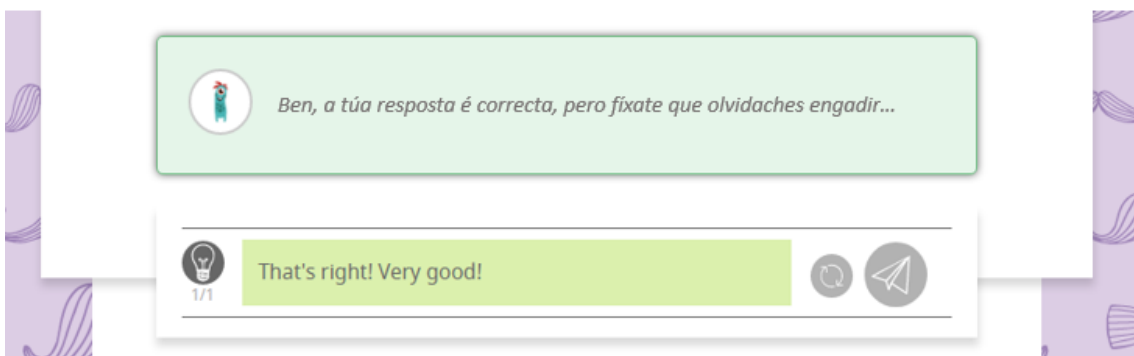 Ben, a túa resposta é correcta, pero fíxate que olvidaches engadir...
That's right! Very good!
1/1